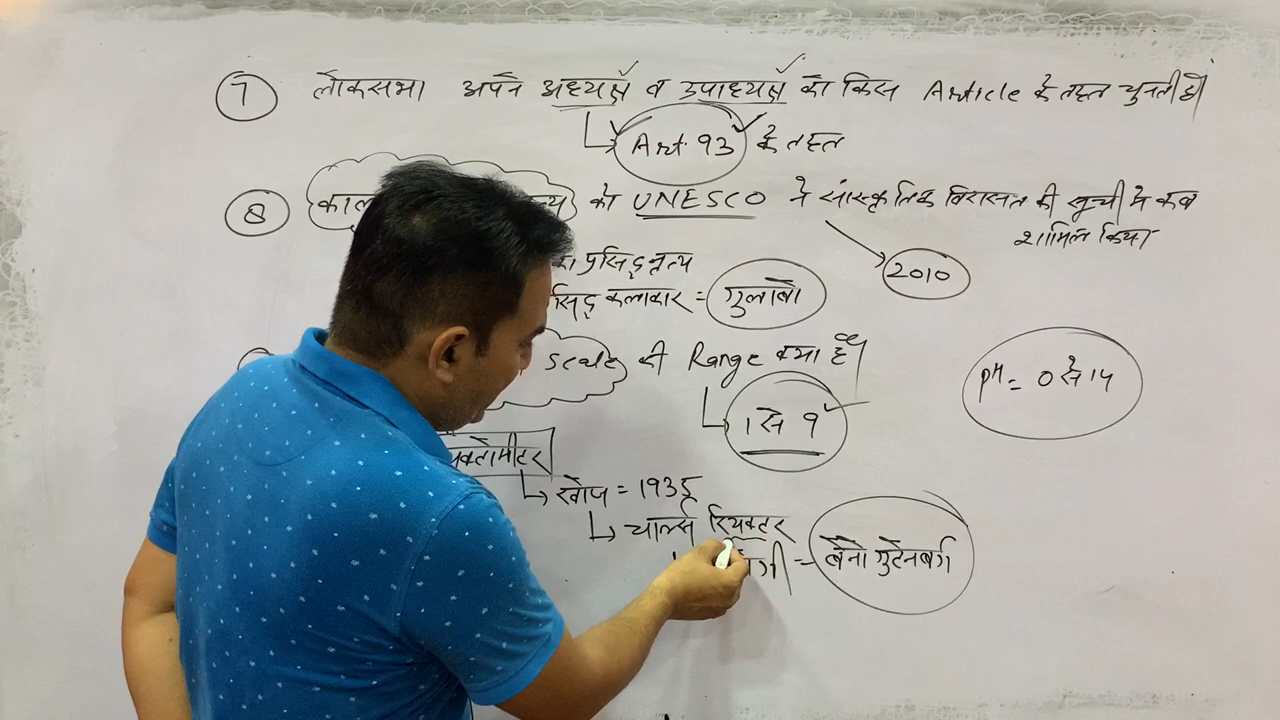 7 लोकसभा अपने अध्यक्ष व उपाध्यक्ष को किस Article के तहत चुनती है
Art. 93 के तहत
8 को UNESCO ने सांस्कृतिक विरासत की सूची में कब
शामिल किया
2010
का प्रसिद्ध नृत्य
कलाकार = गुलाबो
Scale की Range क्या है
1 से 9
pH = 0 से 14
खोज = 1935
चार्ल्स रियक्टर
= बेनो गुटेनबर्ग